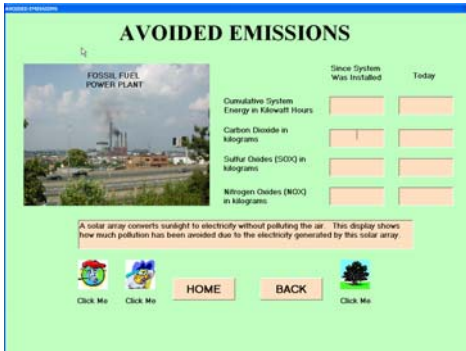 AVOIDED EMISSIONS
AVOIDED EMISSIONS
FOSSIL FUEL
POWER PLANT
Since System
Was Installed
Today
Cumulative System
Energy in Kilowatt Hours
Carbon Dioxide in
kilograms
Sulfur Oxides (SOX) in
kilograms
Nitrogen Oxides (NOX)
in kilograms
A solar array converts sunlight to electricity without polluting the air. This display shows
how much pollution has been avoided due to the electricity generated by this solar array.
Click Me
Click Me
HOME
BACK
Click Me